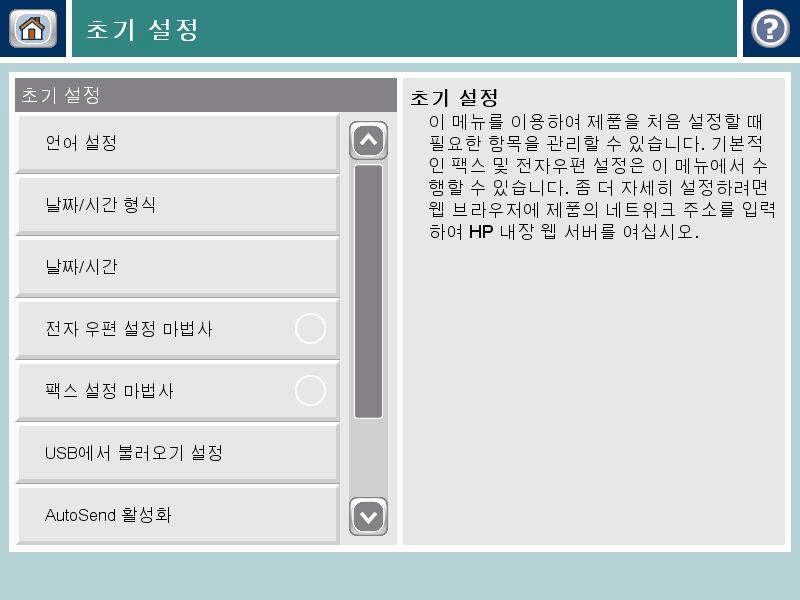 초기 설정
초기 설정
언어 설정
날짜/시간 형식
날짜/시간
전자 우편 설정 마법사
팩스 설정 마법사
USB에서 불러오기 설정
AutoSend 활성화
초기 설정
이 메뉴를 이용하여 제품을 처음 설정할 때
필요한 항목을 관리할 수 있습니다. 기본적
인 팩스 및 전자우편 설정은 이 메뉴에서 수
행할 수 있습니다. 좀 더 자세히 설정하려면
웹 브라우저에 제품의 네트워크 주소를 입력
하여 HP 내장 웹 서버를 여십시오.